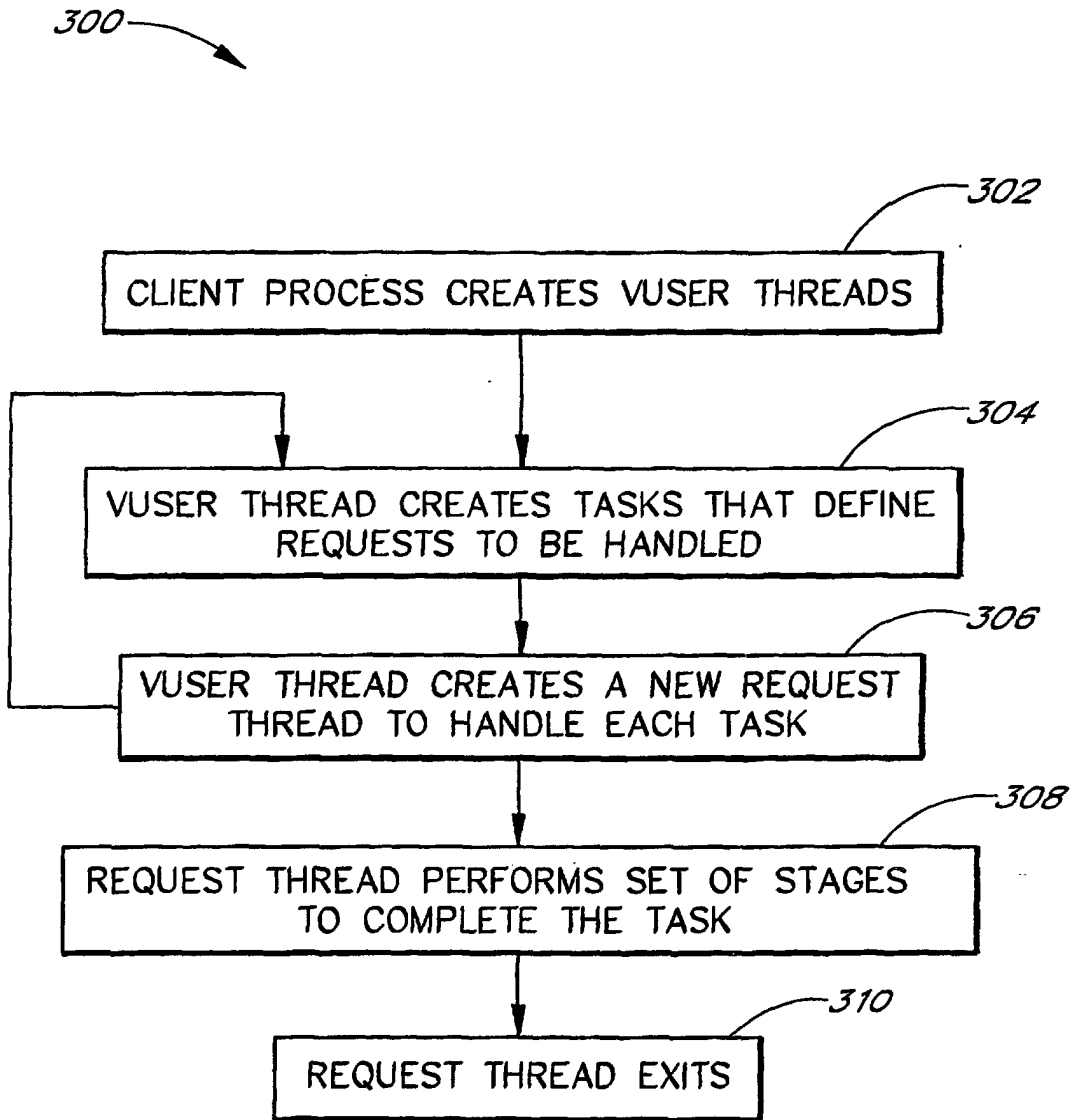 300
302
CLIENT PROCESS CREATES VUSER THREADS
304
VUSER THREAD CREATES TASKS THAT DEFINE
REQUESTS TO BE HANDLED
306
VUSER THREAD CREATES A NEW REQUEST
THREAD TO HANDLE EACH TASK
308
REQUEST THREAD PERFORMS SET OF STAGES
TO COMPLETE THE TASK
310
REQUEST THREAD EXITS